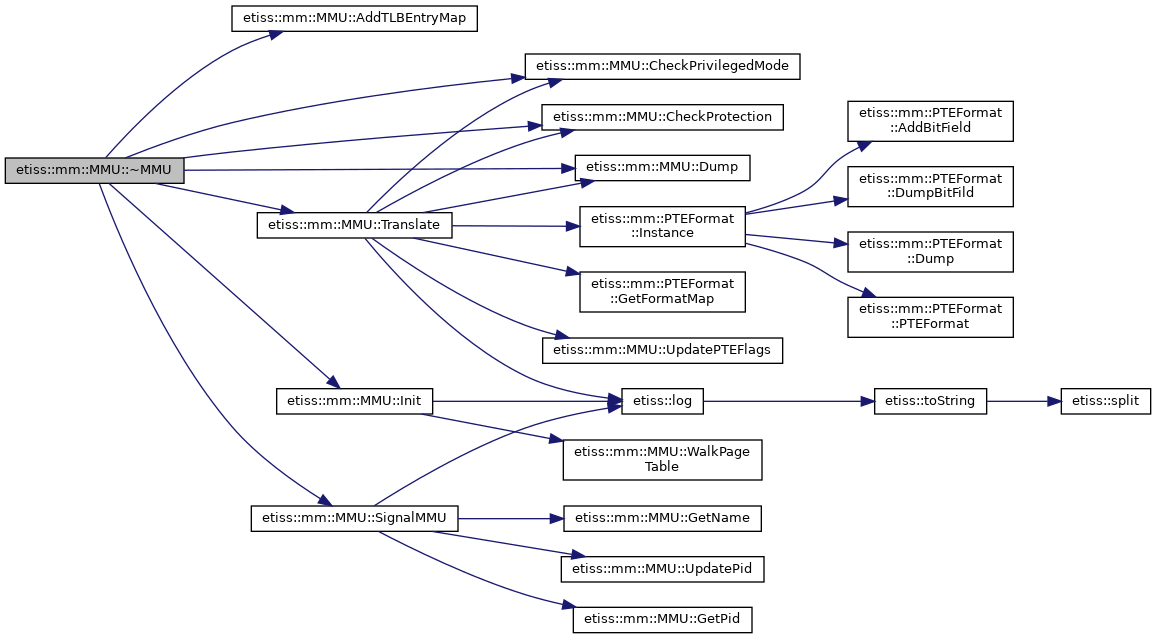 etiss::mm::MMU::~MMU
etiss::mm::MMU::AddTLBEntryMap
etiss::mm::MMU::CheckPrivilegedMode
etiss::mm::MMU::CheckProtection
etiss::mm::MMU::Dump
etiss::mm::MMU::Translate
etiss::mm::PTEFormat
::Instance
etiss::mm::PTEFormat
::AddBitField
etiss::mm::PTEFormat
::DumpBitFild
etiss::mm::PTEFormat
::Dump
etiss::mm::PTEFormat
::PTEFormat
etiss::mm::PTEFormat
::GetFormatMap
etiss::mm::MMU::UpdatePTEFlags
etiss::mm::MMU::Init
etiss::log
etiss::toString
etiss::split
etiss::mm::MMU::WalkPage
Table
etiss::mm::MMU::SignalMMU
etiss::mm::MMU::GetName
etiss::mm::MMU::UpdatePid
etiss::mm::MMU::GetPid